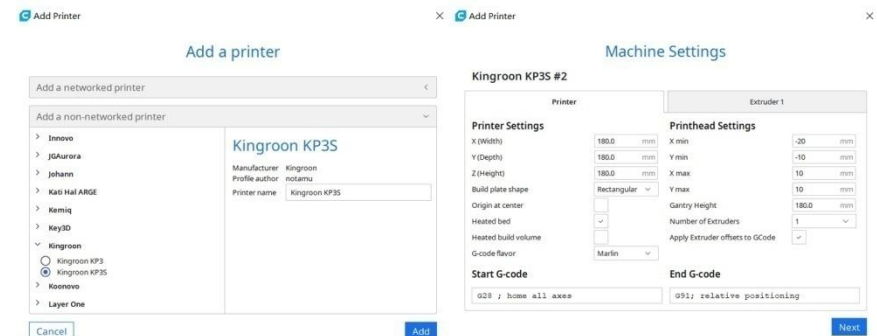 Add Printer
Add a printer
Add a networked printer
Add a non-networked printer
Innovo
JGAurora
Johann
Kati Hal ARGE
Kemiq
Key3D
Kingroon
Kingroon KP3
Kingroon KP3S
Koonovo
Layer One
Kingroon KP3S
Manufacturer Kingroon
Profile author notamu
Printer name Kingroon KP3S
Cancel
Add
Add Printer
Machine Settings
Kingroon KP3S #2
Printer
Extruder 1
Printer Settings
X (Width) 180.0 mm
Y (Depth) 180.0 mm
Z (Height) 180.0 mm
Build plate shape Rectangular
Origin at center
Heated bed
Heated build volume
G-code flavor Marlin
Printhead Settings
X min -20 mm
Y min -10 mm
X max 10 mm
Y max 10 mm
Gantry Height 180.0 mm
Number of Extruders 1
Apply Extruder offsets to GCode
Start G-code
G28 ; home all axes
End G-code
G91; relative positioning
Next